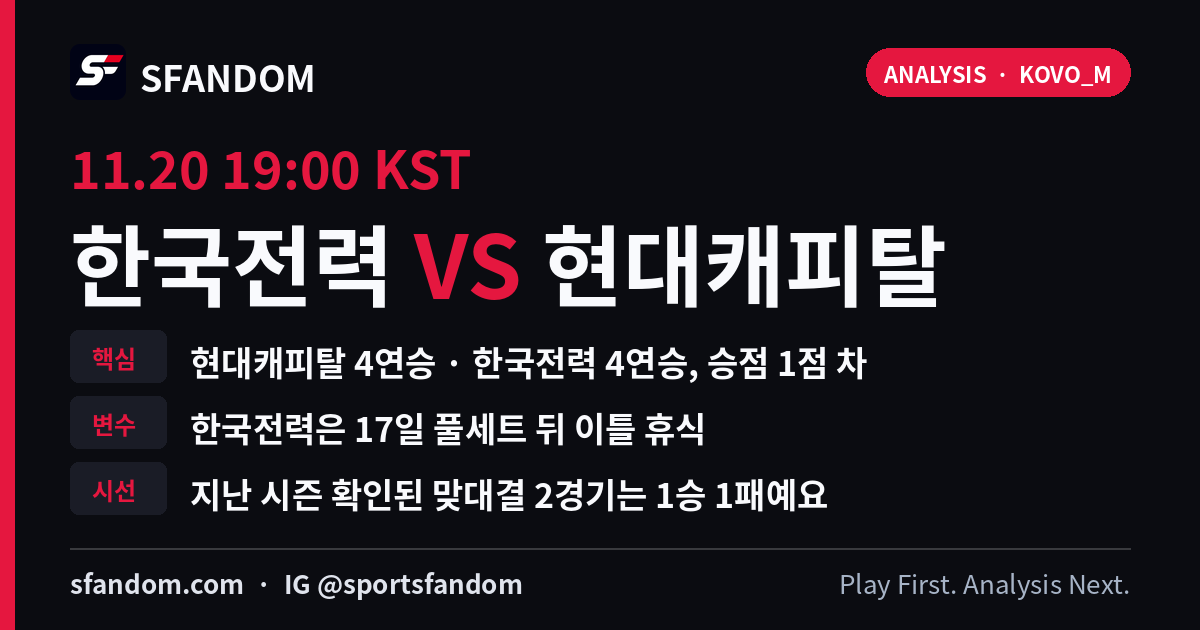 SF SFANDOM
ANALYSIS · KOVO_M
11.20 19:00 KST
한국전력 VS 현대캐피탈
핵심 현대캐피탈 4연승 · 한국전력 4연승, 승점 1점 차
변수 한국전력은 17일 풀세트 뒤 이틀 휴식
시선 지난 시즌 확인된 맞대결 2경기는 1승 1패예요
sfandom.com · IG @sportsfandom
Play First. Analysis Next.